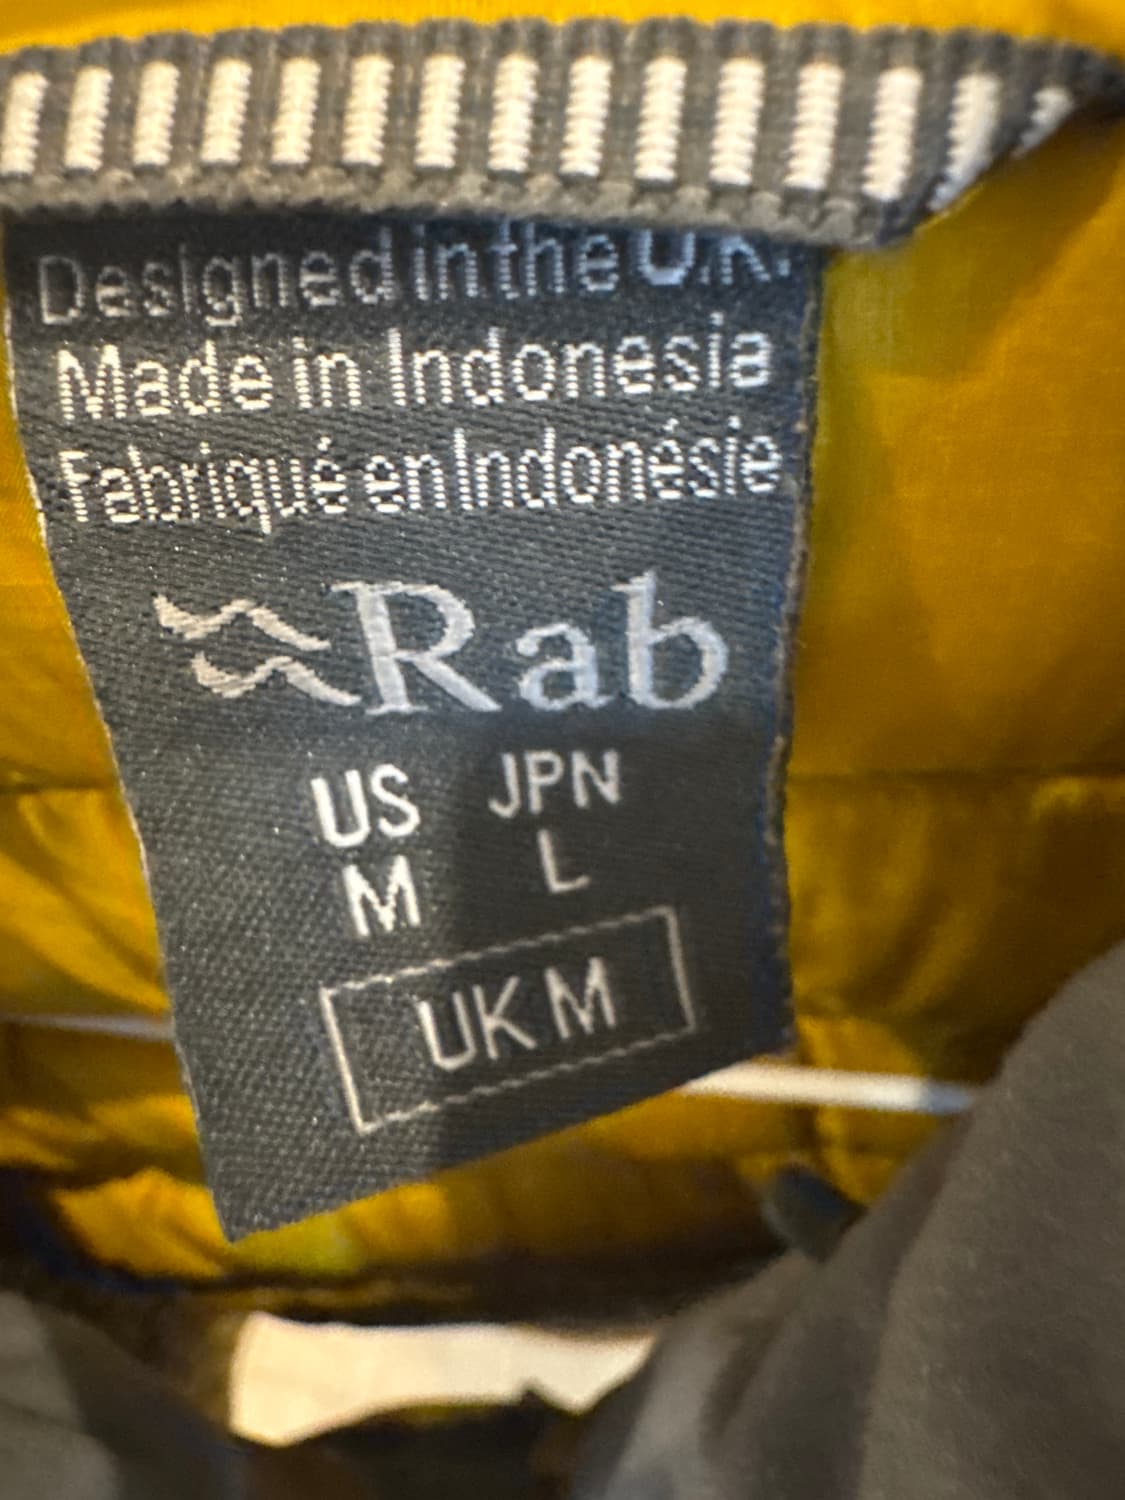 Designed in the U.K.
Made in Indonesia
Fabriqué en Indonésie
Rab
US JPN
M L
UK M